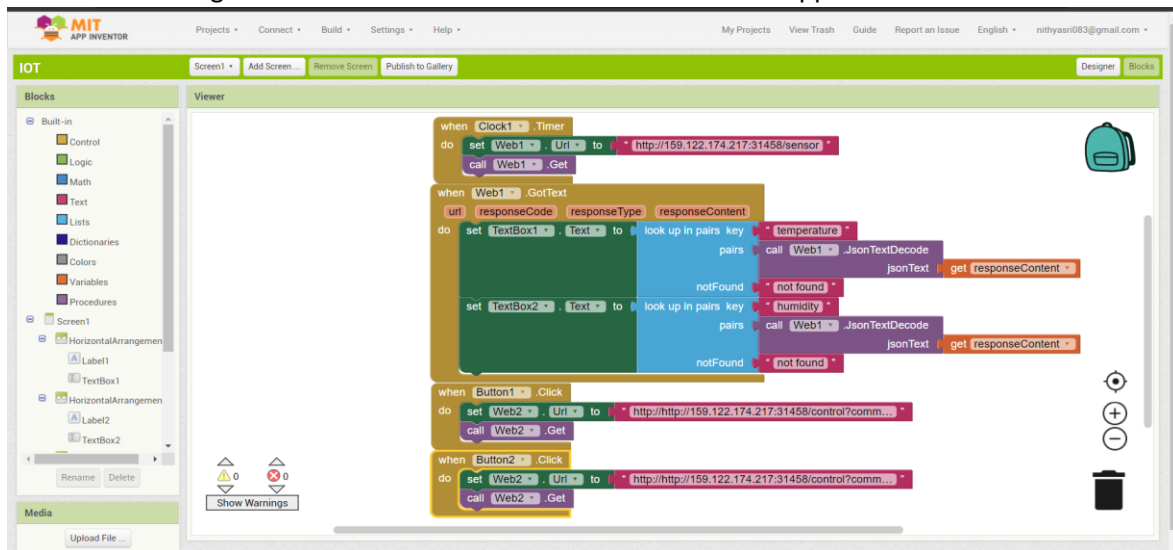 MIT
APP INVENTOR
Projects Connect Build Settings Help My Projects View Trash Guide Report an Issue English nithyasri083@gmail.com
IOT Screen1 Add Screen ... Remove Screen Publish to Gallery Designer Blocks
Blocks
Built-in
Control
Logic
Math
Text
Lists
Dictionaries
Colors
Variables
Procedures
Screen1
HorizontalArrangemen
Label1
TextBox1
HorizontalArrangemen
Label2
TextBox2
Rename Delete
Media
Upload File ...
Viewer
when Clock1 .Timer
do set Web1 . Url to " http://159.122.174.217:31458/sensor "
call Web1 .Get
when Web1 .GotText
url responseCode responseType responseContent
do set TextBox1 . Text to look up in pairs key " temperature "
pairs call Web1 .JsonTextDecode
jsonText get responseContent
notFound " not found "
set TextBox2 . Text to look up in pairs key " humidity "
pairs call Web1 .JsonTextDecode
jsonText get responseContent
notFound " not found "
when Button1 .Click
do set Web2 . Url to " http://http://159.122.174.217:31458/control?comm... "
call Web2 .Get
when Button2 .Click
do set Web2 . Url to " http://http://159.122.174.217:31458/control?comm... "
call Web2 .Get
0 0
Show Warnings